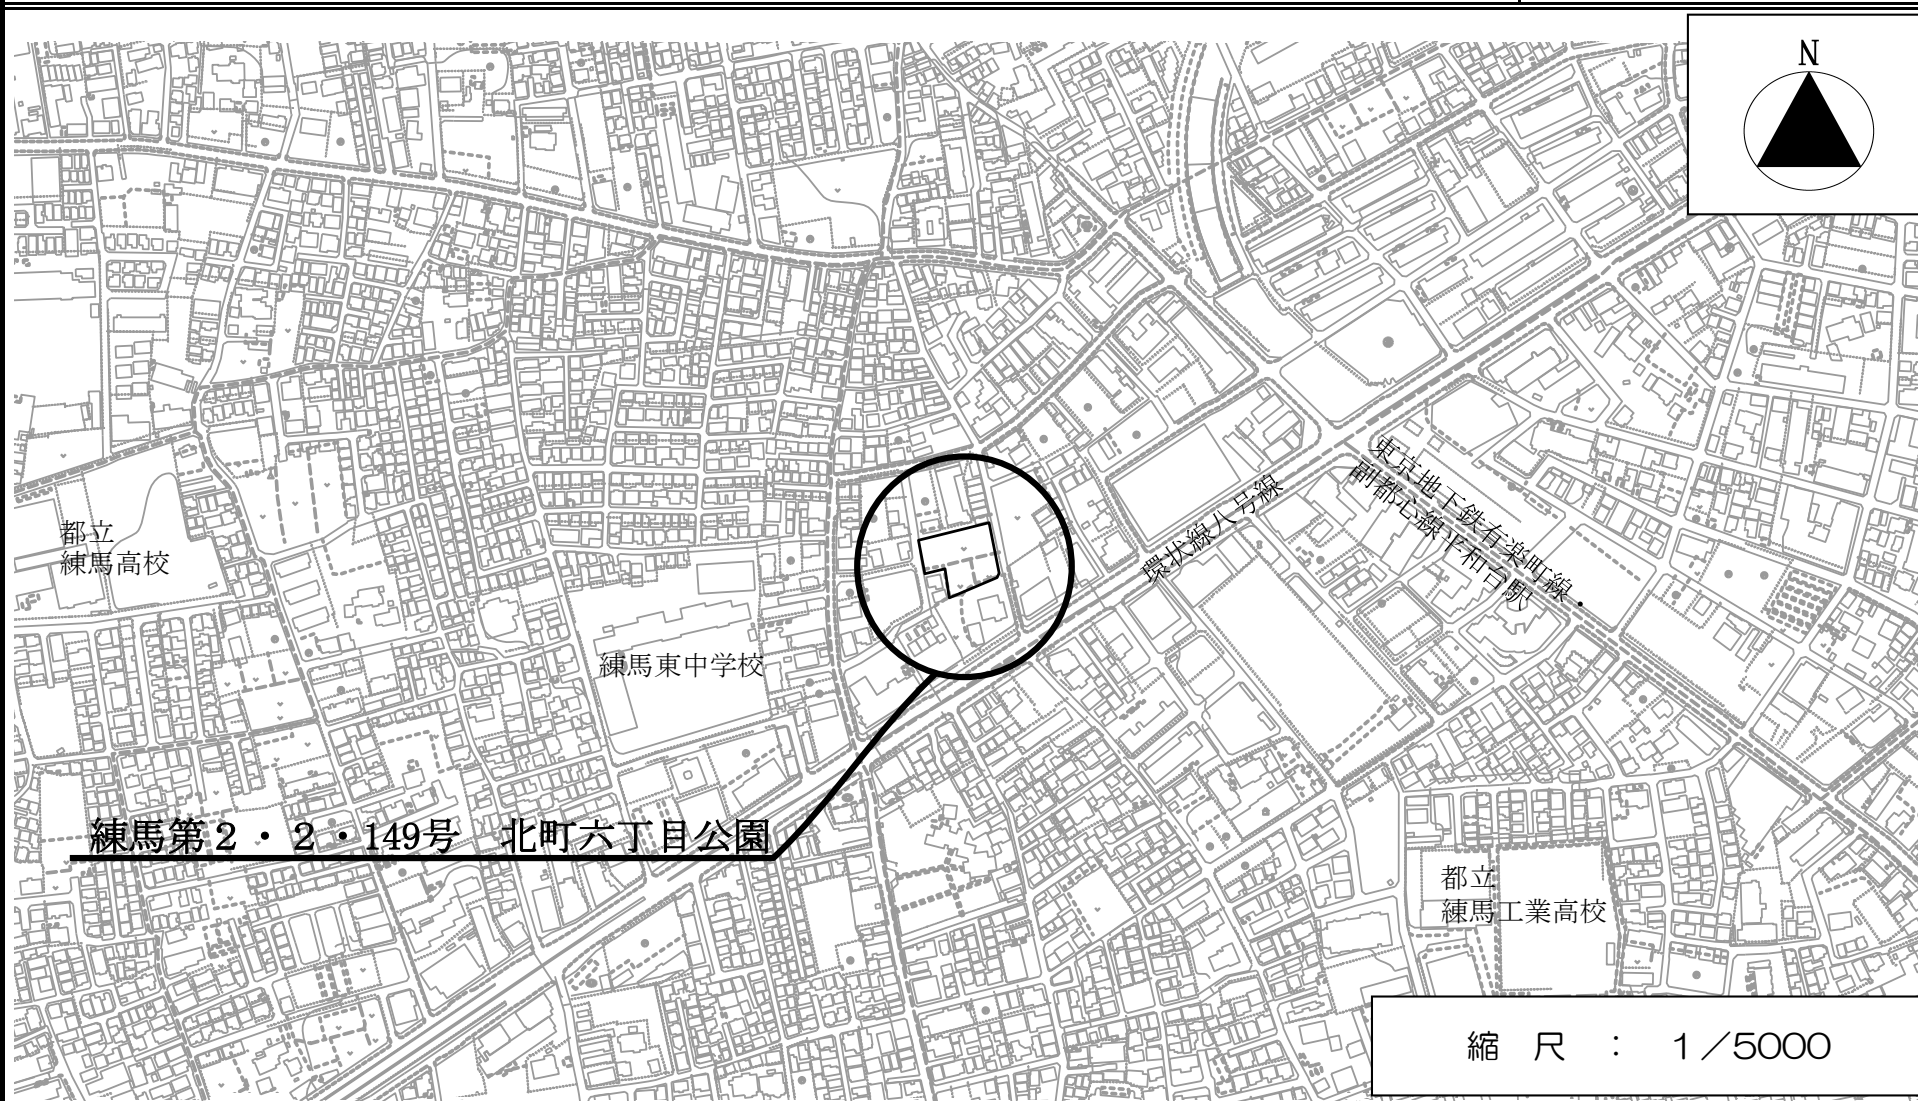 N
東京地下鉄有楽町線・
副都心線平和台駅
環状線八号線
都立
練馬高校
練馬東中学校
練馬第２・２・149号　北町六丁目公園
都立
練馬工業高校
縮　尺　：　１／5000